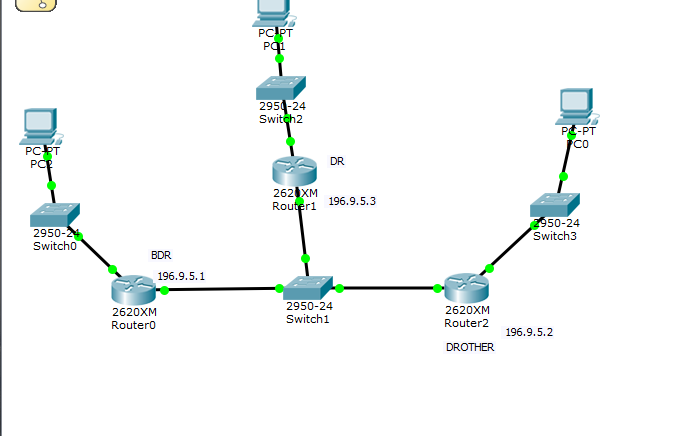 PC-PT
PC1
2950-24
Switch2
PC-PT
PC0
PC-PT
PC2
DR
2620XM
Router1
196.9.5.3
2950-24
Switch3
2950-24
Switch0
BDR
196.9.5.1
2620XM
Router0
2950-24
Switch1
2620XM
Router2
196.9.5.2
DROTHER